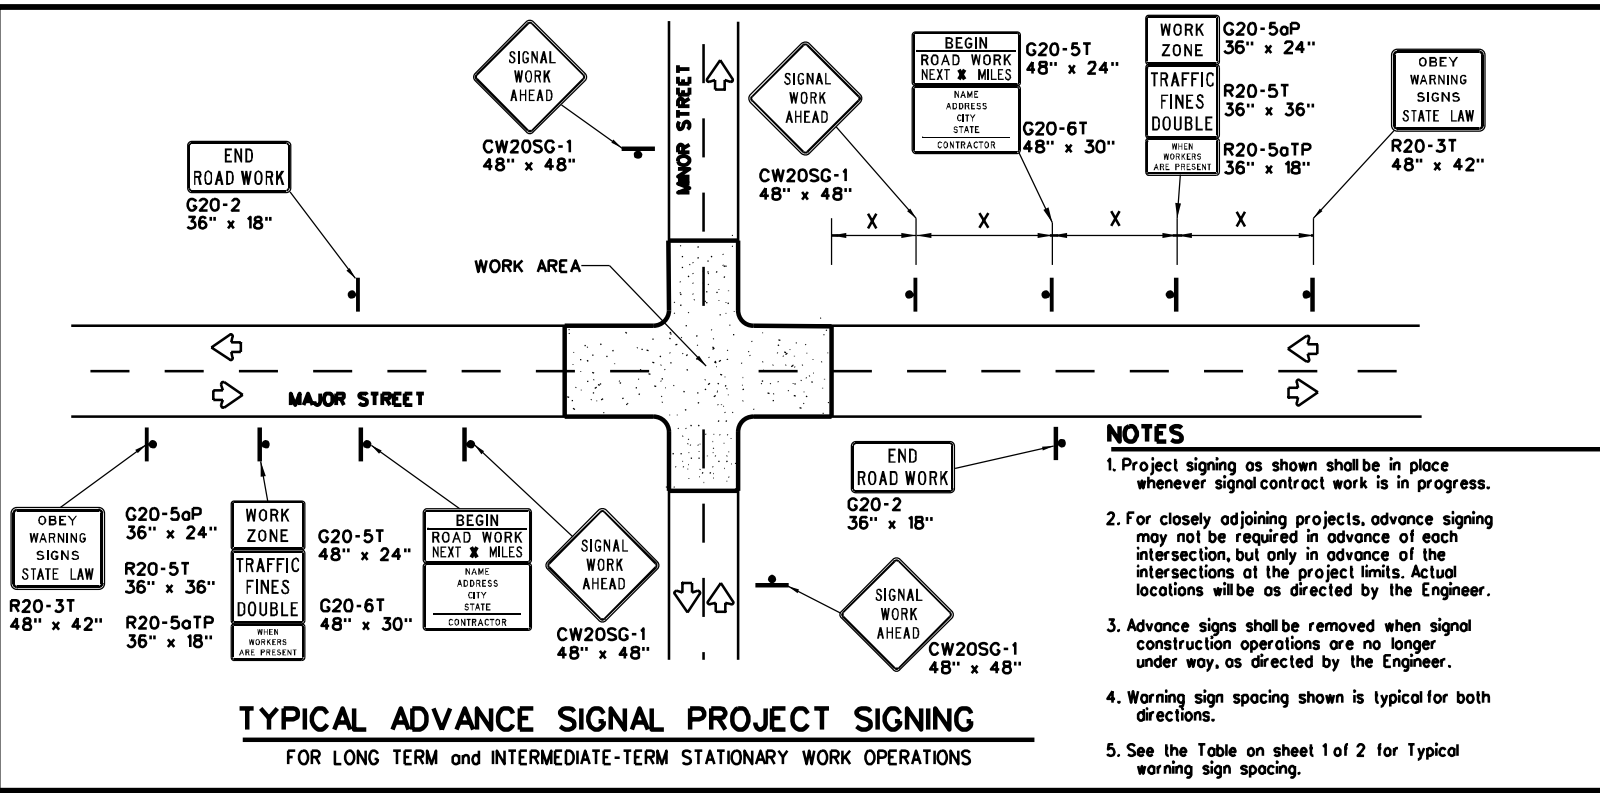 SIGNAL
WORK
AHEAD
CW20SG-1
48" x 48"
END
ROAD WORK
G20-2
36" x 18"
MINOR STREET
SIGNAL
WORK
AHEAD
CW20SG-1
48" x 48"
BEGIN
ROAD WORK
NEXT X MILES
NAME
ADDRESS
CITY
STATE
CONTRACTOR
G20-5T
48" x 24"
G20-6T
48" x 30"
WORK
ZONE
TRAFFIC
FINES
DOUBLE
WHEN
WORKERS
ARE PRESENT
G20-5aP
36" x 24"
R20-5T
36" x 36"
R20-5aTP
36" x 18"
OBEY
WARNING
SIGNS
STATE LAW
R20-3T
48" x 42"
X
X
X
X
WORK AREA
MAJOR STREET
OBEY
WARNING
SIGNS
STATE LAW
R20-3T
48" x 42"
G20-5aP
36" x 24"
R20-5T
36" x 36"
R20-5aTP
36" x 18"
WORK
ZONE
TRAFFIC
FINES
DOUBLE
WHEN
WORKERS
ARE PRESENT
G20-5T
48" x 24"
G20-6T
48" x 30"
BEGIN
ROAD WORK
NEXT X MILES
NAME
ADDRESS
CITY
STATE
CONTRACTOR
SIGNAL
WORK
AHEAD
CW20SG-1
48" x 48"
END
ROAD WORK
G20-2
36" x 18"
SIGNAL
WORK
AHEAD
CW20SG-1
48" x 48"
NOTES
1. Project signing as shown shall be in place
whenever signal contract work is in progress.
2. For closely adjoining projects, advance signing
may not be required in advance of each
intersection, but only in advance of the
intersections at the project limits. Actual
locations will be as directed by the Engineer.
3. Advance signs shall be removed when signal
construction operations are no longer
under way, as directed by the Engineer.
4. Warning sign spacing shown is typical for both
directions.
5. See the Table on sheet 1 of 2 for Typical
warning sign spacing.
TYPICAL ADVANCE SIGNAL PROJECT SIGNING
FOR LONG TERM and INTERMEDIATE-TERM STATIONARY WORK OPERATIONS